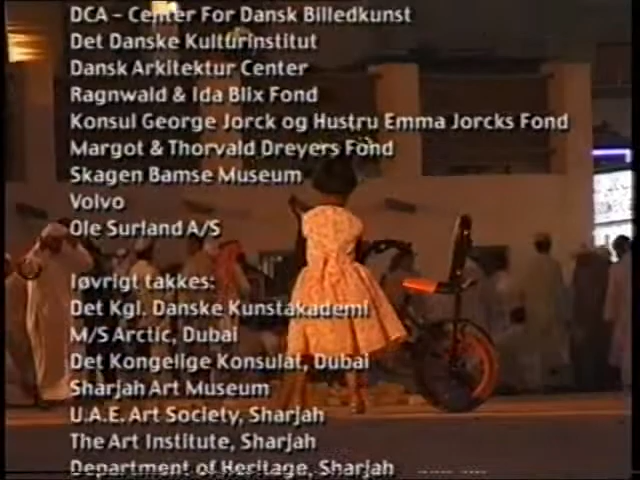 DCA - Center For Dansk Billedkunst
Det Danske Kulturinstitut
Dansk Arkitektur Center
Ragnwald & Ida Blix Fond
Konsul George Jorck og Hustru Emma Jorcks Fond
Margot & Thorvald Dreyers Fond
Skagen Bamse Museum
Volvo
Ole Surland A/S
Iøvrigt takkes:
Det Kgl. Danske Kunstakademi
M/S Arctic, Dubai
Det Kongelige Konsulat, Dubai
Sharjah Art Museum
U.A.E. Art Society, Sharjah
The Art Institute, Sharjah
Department of Heritage, Sharjah